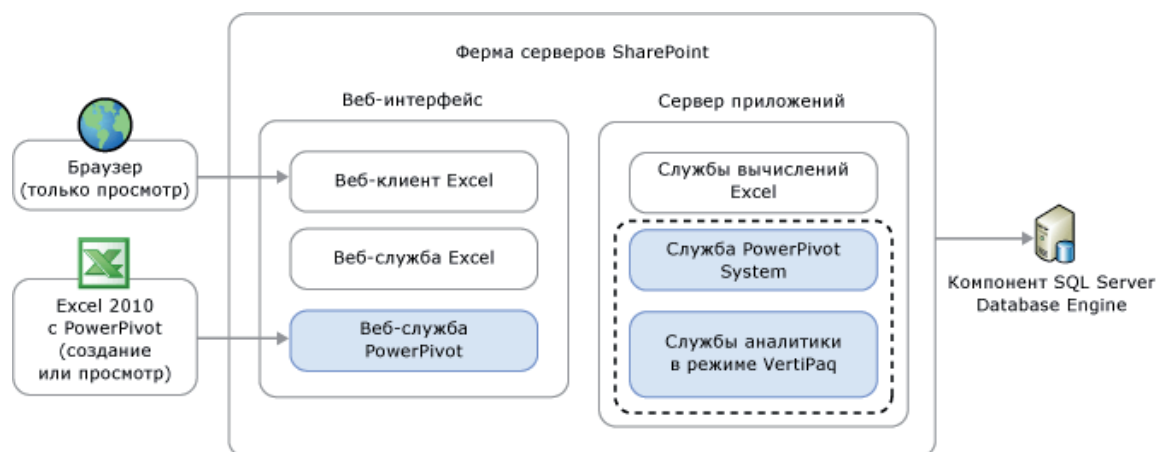 Ферма серверов SharePoint
Веб-интерфейс
Сервер приложений
Браузер
(только просмотр)
Веб-клиент Excel
Службы вычислений
Excel
Веб-служба Excel
Служба PowerPivot
System
Excel 2010
с PowerPivot
(создание
или просмотр)
Веб-служба
PowerPivot
Службы аналитики
в режиме VertiPaq
Компонент SQL Server
Database Engine